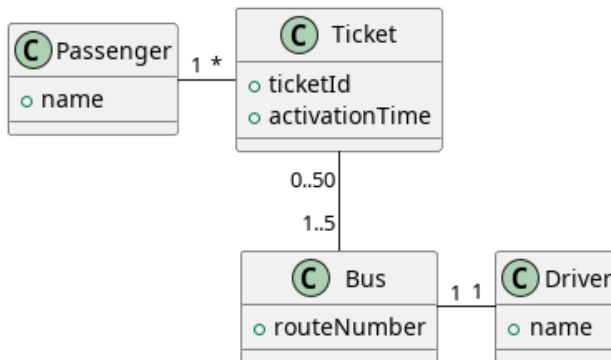 C Passenger
name
1 *
C Ticket
ticketId
activationTime
0..50
1..5
C Bus
routeNumber
1 1
C Driver
name